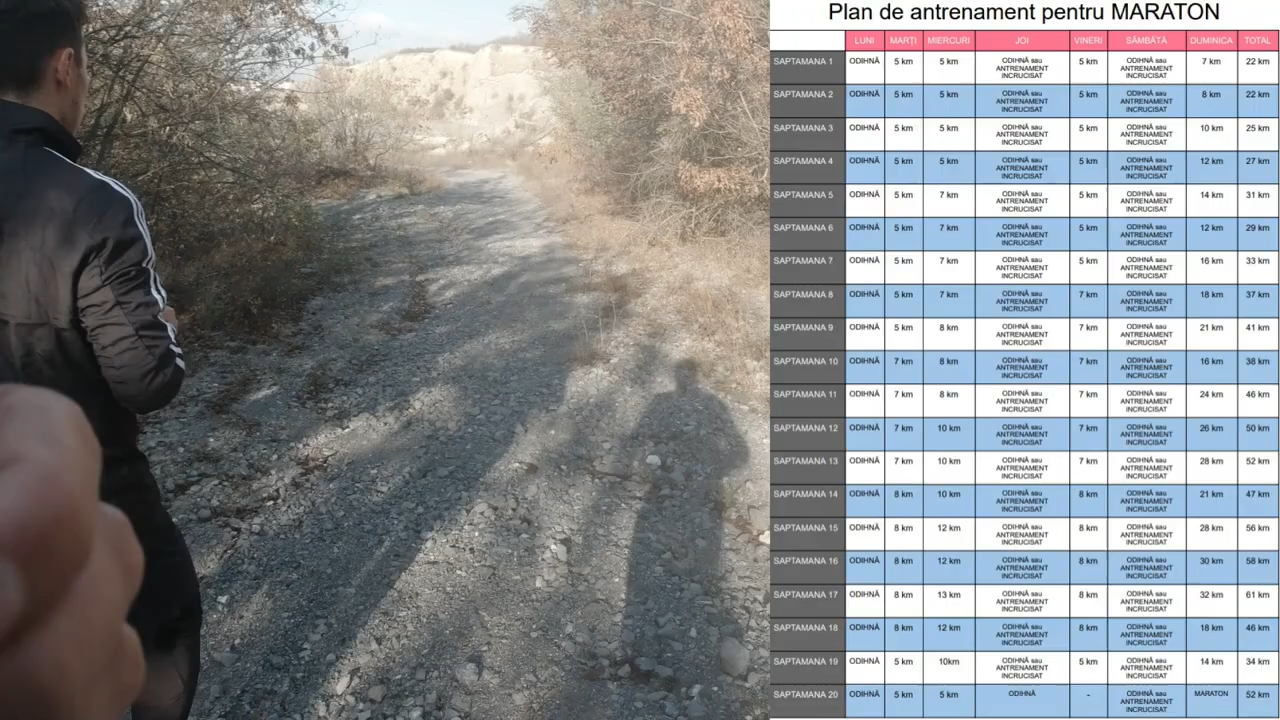 Plan de antrenament pentru MARATON
LUNI MARȚI MIERCURI JOI VINERI SÂMBĂTĂ DUMINICA TOTAL
SAPTAMANA 1 ODIHNĂ 5 km 5 km ODIHNĂ sau ANTRENAMENT INCRUCISAT 5 km ODIHNĂ sau ANTRENAMENT INCRUCISAT 7 km 22 km
SAPTAMANA 2 ODIHNĂ 5 km 5 km ODIHNĂ sau ANTRENAMENT INCRUCISAT 5 km ODIHNĂ sau ANTRENAMENT INCRUCISAT 8 km 22 km
SAPTAMANA 3 ODIHNĂ 5 km 5 km ODIHNĂ sau ANTRENAMENT INCRUCISAT 5 km ODIHNĂ sau ANTRENAMENT INCRUCISAT 10 km 25 km
SAPTAMANA 4 ODIHNĂ 5 km 5 km ODIHNĂ sau ANTRENAMENT INCRUCISAT 5 km ODIHNĂ sau ANTRENAMENT INCRUCISAT 12 km 27 km
SAPTAMANA 5 ODIHNĂ 5 km 7 km ODIHNĂ sau ANTRENAMENT INCRUCISAT 5 km ODIHNĂ sau ANTRENAMENT INCRUCISAT 14 km 31 km
SAPTAMANA 6 ODIHNĂ 5 km 7 km ODIHNĂ sau ANTRENAMENT INCRUCISAT 5 km ODIHNĂ sau ANTRENAMENT INCRUCISAT 12 km 29 km
SAPTAMANA 7 ODIHNĂ 5 km 7 km ODIHNĂ sau ANTRENAMENT INCRUCISAT 5 km ODIHNĂ sau ANTRENAMENT INCRUCISAT 16 km 33 km
SAPTAMANA 8 ODIHNĂ 5 km 7 km ODIHNĂ sau ANTRENAMENT INCRUCISAT 7 km ODIHNĂ sau ANTRENAMENT INCRUCISAT 18 km 37 km
SAPTAMANA 9 ODIHNĂ 5 km 8 km ODIHNĂ sau ANTRENAMENT INCRUCISAT 7 km ODIHNĂ sau ANTRENAMENT INCRUCISAT 21 km 41 km
SAPTAMANA 10 ODIHNĂ 7 km 8 km ODIHNĂ sau ANTRENAMENT INCRUCISAT 7 km ODIHNĂ sau ANTRENAMENT INCRUCISAT 16 km 38 km
SAPTAMANA 11 ODIHNĂ 7 km 8 km ODIHNĂ sau ANTRENAMENT INCRUCISAT 7 km ODIHNĂ sau ANTRENAMENT INCRUCISAT 24 km 46 km
SAPTAMANA 12 ODIHNĂ 7 km 10 km ODIHNĂ sau ANTRENAMENT INCRUCISAT 7 km ODIHNĂ sau ANTRENAMENT INCRUCISAT 26 km 50 km
SAPTAMANA 13 ODIHNĂ 7 km 10 km ODIHNĂ sau ANTRENAMENT INCRUCISAT 7 km ODIHNĂ sau ANTRENAMENT INCRUCISAT 28 km 52 km
SAPTAMANA 14 ODIHNĂ 8 km 10 km ODIHNĂ sau ANTRENAMENT INCRUCISAT 8 km ODIHNĂ sau ANTRENAMENT INCRUCISAT 21 km 47 km
SAPTAMANA 15 ODIHNĂ 8 km 12 km ODIHNĂ sau ANTRENAMENT INCRUCISAT 8 km ODIHNĂ sau ANTRENAMENT INCRUCISAT 28 km 56 km
SAPTAMANA 16 ODIHNĂ 8 km 12 km ODIHNĂ sau ANTRENAMENT INCRUCISAT 8 km ODIHNĂ sau ANTRENAMENT INCRUCISAT 30 km 58 km
SAPTAMANA 17 ODIHNĂ 8 km 13 km ODIHNĂ sau ANTRENAMENT INCRUCISAT 8 km ODIHNĂ sau ANTRENAMENT INCRUCISAT 32 km 61 km
SAPTAMANA 18 ODIHNĂ 8 km 12 km ODIHNĂ sau ANTRENAMENT INCRUCISAT 8 km ODIHNĂ sau ANTRENAMENT INCRUCISAT 18 km 46 km
SAPTAMANA 19 ODIHNĂ 5 km 10km ODIHNĂ sau ANTRENAMENT INCRUCISAT 5 km ODIHNĂ sau ANTRENAMENT INCRUCISAT 14 km 34 km
SAPTAMANA 20 ODIHNĂ 5 km 5 km ODIHNĂ - ODIHNĂ sau ANTRENAMENT INCRUCISAT MARATON 52 km